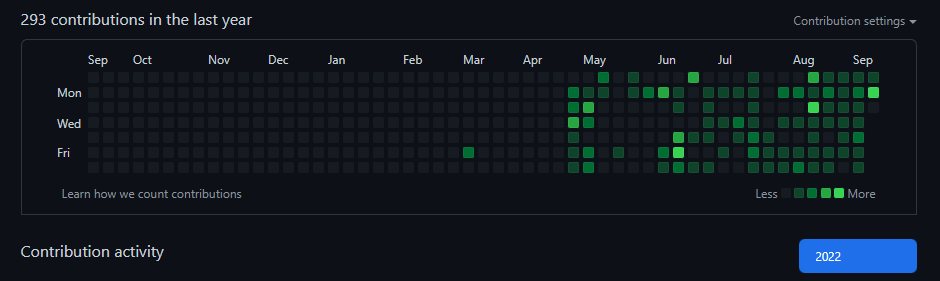 293 contributions in the last year
Contribution settings
Sep Oct Nov Dec Jan Feb Mar Apr May Jun Jul Aug Sep
Mon
Wed
Fri
Learn how we count contributions
Less More
Contribution activity
2022